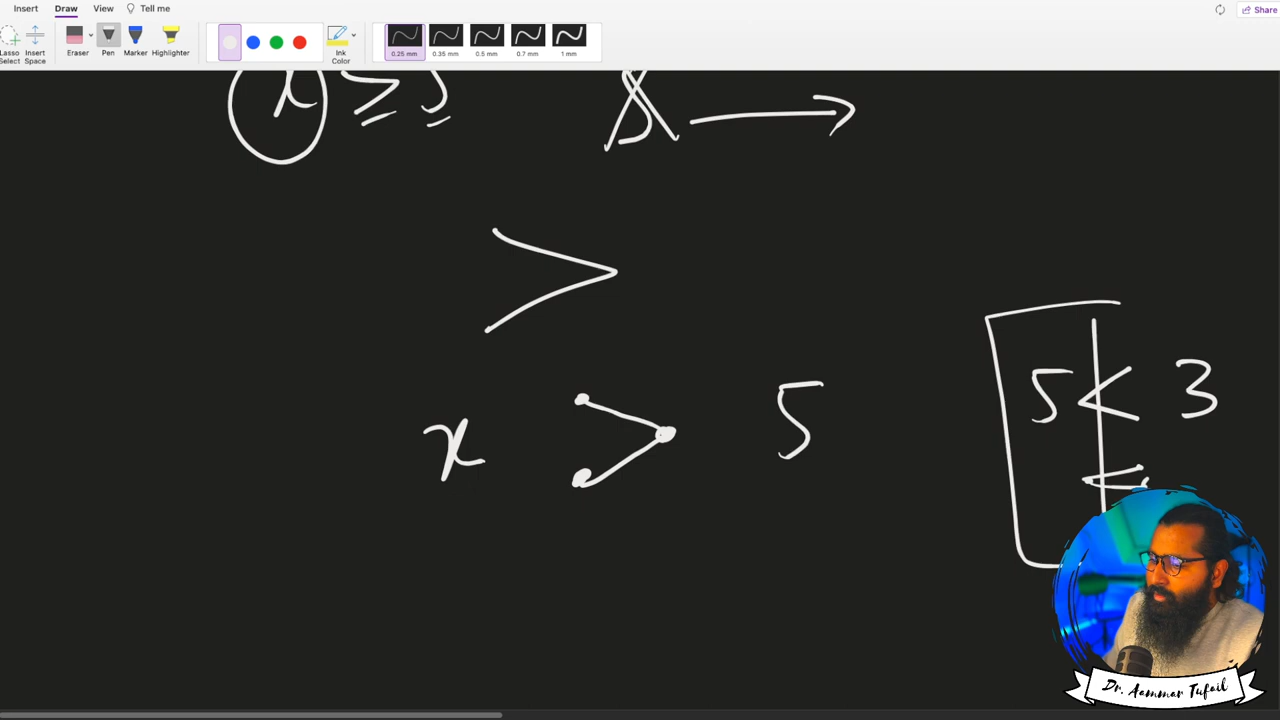 Insert Draw View Tell me Share
Lasso Select Insert Space Eraser Pen Marker Highlighter Ink Color 0.25 mm 0.35 mm 0.5 mm 0.7 mm 1 mm
x ≥ 5
>
x > 5
5 < 3
Dr. Aammar Tufail